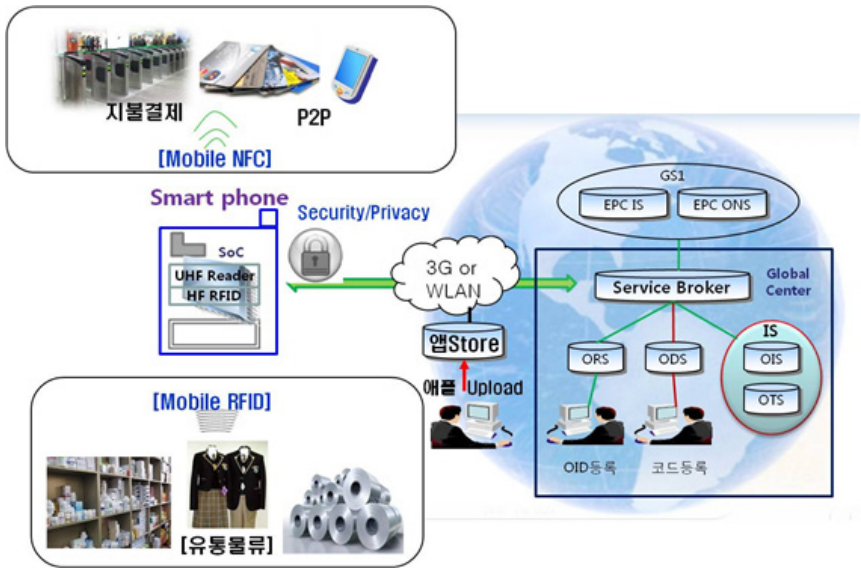 지불결제
P2P
[Mobile NFC]
Smart phone
SoC
UHF Reader
HF RFID
Security/Privacy
3G or
WLAN
앱Store
애플 Upload
GS1
EPC IS
EPC ONS
Service Broker
Global
Center
ORS
ODS
IS
OIS
OTS
OID등록
코드등록
[Mobile RFID]
[유통물류]